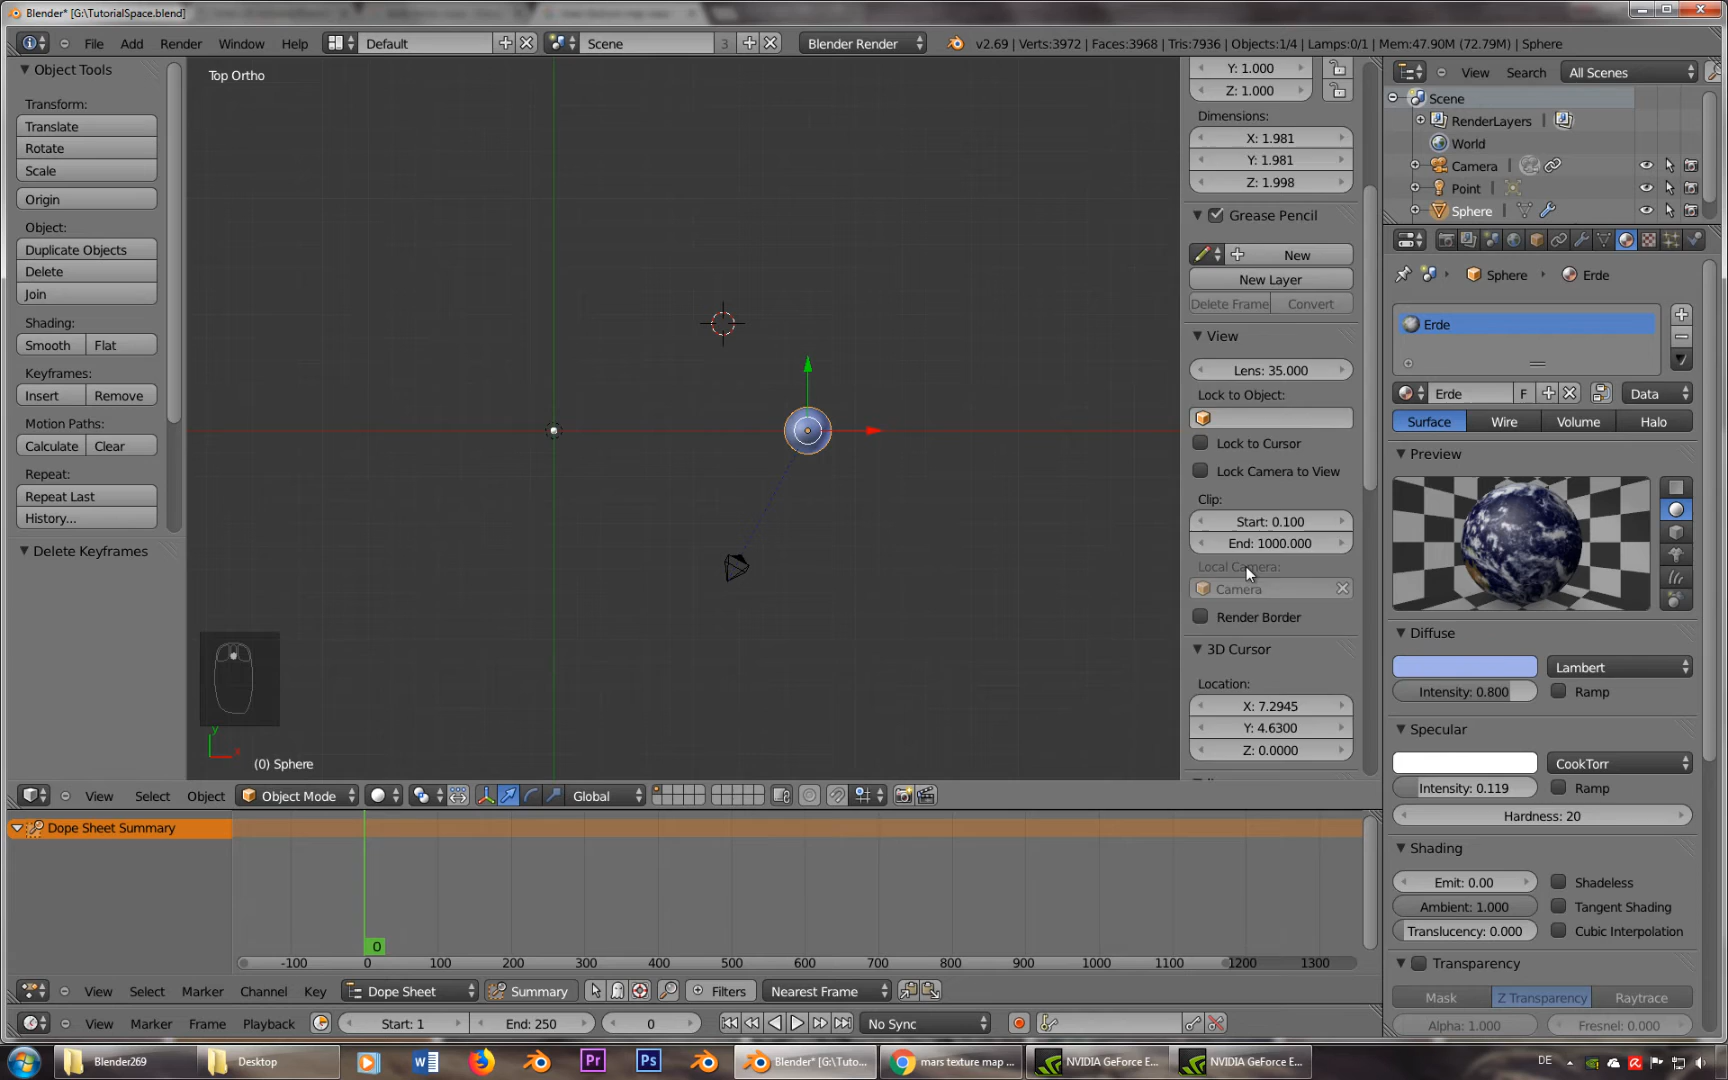 Blender* [G:\TutorialSpace.blend]
File Add Render Window Help Default Scene 3 Blender Render v2.69 | Verts:3972 | Faces:3968 | Tris:7936 | Objects:1/4 | Lamps:0/1 | Mem:47.90M (72.79M) | Sphere
Object Tools
Transform:
Translate
Rotate
Scale
Origin
Object:
Duplicate Objects
Delete
Join
Shading:
Smooth Flat
Keyframes:
Insert Remove
Motion Paths:
Calculate Clear
Repeat:
Repeat Last
History...
Delete Keyframes
Top Ortho
y
x
(0) Sphere
Y: 1.000
Z: 1.000
Dimensions:
X: 1.981
Y: 1.981
Z: 1.998
Grease Pencil
New
New Layer
Delete Frame Convert
View
Lens: 35.000
Lock to Object:
Lock to Cursor
Lock Camera to View
Clip:
Start: 0.100
End: 1000.000
Local Camera:
Camera
Render Border
3D Cursor
Location:
X: 7.2945
Y: 4.6300
Z: 0.0000
View Search All Scenes
Scene
RenderLayers
World
Camera
Point
Sphere
Sphere Erde
Erde
Erde F Data
Surface Wire Volume Halo
Preview
Diffuse
Lambert
Intensity: 0.800 Ramp
Specular
CookTorr
Intensity: 0.119 Ramp
Hardness: 20
Shading
Emit: 0.00 Shadeless
Ambient: 1.000 Tangent Shading
Translucency: 0.000 Cubic Interpolation
Transparency
Mask Z Transparency Raytrace
Alpha: 1.000 Fresnel: 0.000
View Select Object Object Mode Global
Dope Sheet Summary
0
-100 0 100 200 300 400 500 600 700 800 900 1000 1100 1200 1300
View Select Marker Channel Key Dope Sheet Summary Filters Nearest Frame
View Marker Frame Playback Start: 1 End: 250 0 No Sync
Blender269 Desktop W Pr Ps Blender* [G:\Tuto... mars texture map ... NVIDIA GeForce E... NVIDIA GeForce E... DE